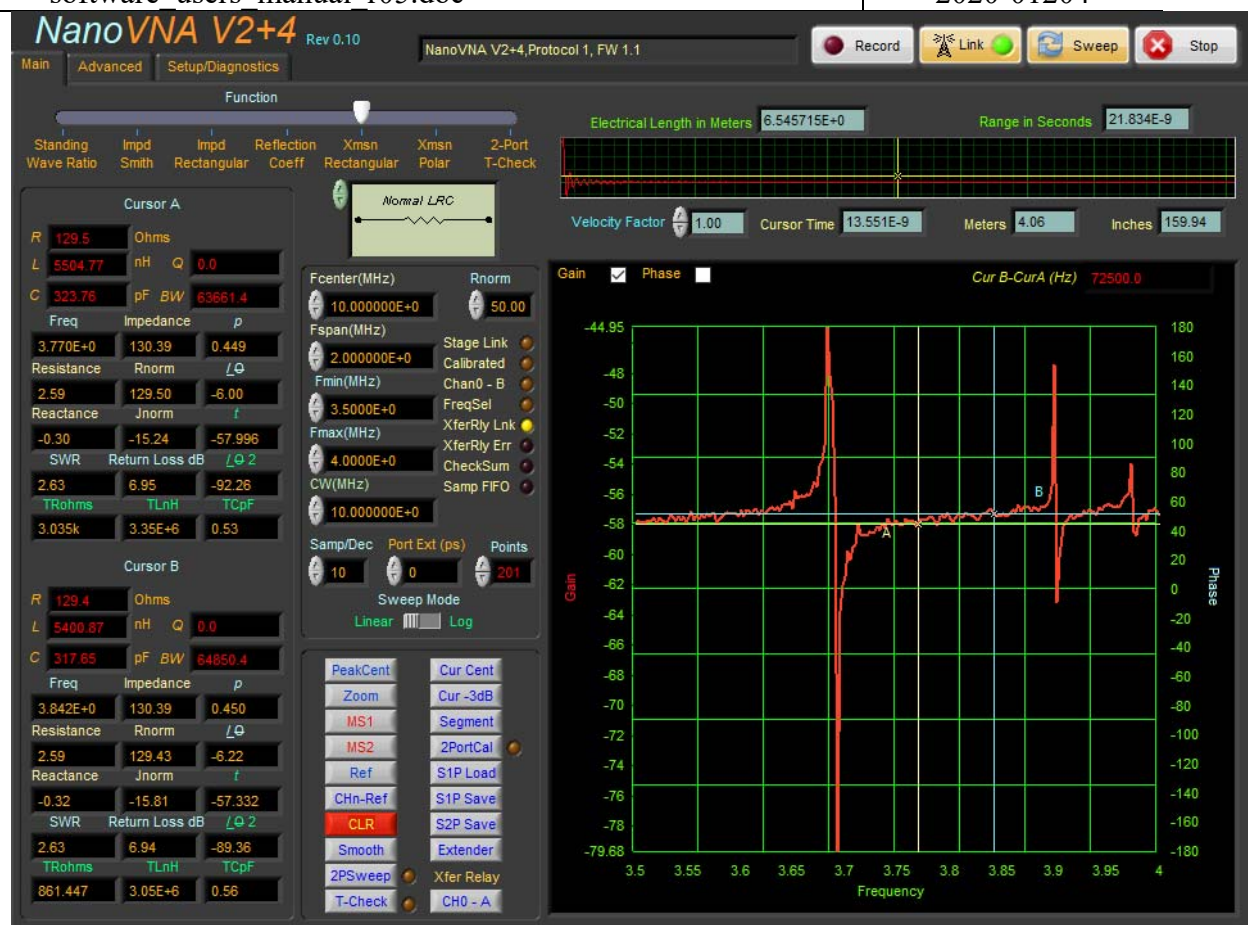 software_users_manual_103.doc 2020-01204
NanoVNA V2+4 Rev 0.10
NanoVNA V2+4,Protocol 1, FW 1.1
Record Link Sweep Stop
Main Advanced Setup/Diagnostics
Function
Standing Wave Ratio
Impd Smith
Impd Rectangular
Reflection Coeff
Xmsn Rectangular
Xmsn Polar
2-Port T-Check
Electrical Length in Meters 6.545715E+0 Range in Seconds 21.834E-9
Velocity Factor 1.00 Cursor Time 13.551E-9 Meters 4.06 Inches 159.94
Normal LRC
Cursor A
R 129.5 Ohms
L 5504.77 nH Q 0.0
C 323.76 pF BW 63661.4
Freq Impedance p
3.770E+0 130.39 0.449
Resistance Rnorm /Θ
2.59 129.50 -6.00
Reactance Jnorm t
-0.30 -15.24 -57.996
SWR Return Loss dB /Θ 2
2.63 6.95 -92.26
TRohms TLnH TCpF
3.035k 3.35E+6 0.53
Cursor B
R 129.4 Ohms
L 5400.87 nH Q 0.0
C 317.65 pF BW 64850.4
Freq Impedance p
3.842E+0 130.39 0.450
Resistance Rnorm /Θ
2.59 129.43 -6.22
Reactance Jnorm t
-0.32 -15.81 -57.332
SWR Return Loss dB /Θ 2
2.63 6.94 -89.36
TRohms TLnH TCpF
861.447 3.05E+6 0.56
Fcenter(MHz) Rnorm
10.000000E+0 50.00
Fspan(MHz)
2.000000E+0
Fmin(MHz)
3.5000E+0
Fmax(MHz)
4.0000E+0
CW(MHz)
10.000000E+0
Stage Link
Calibrated
Chan0 - B
FreqSel
XferRly Lnk
XferRly Err
CheckSum
Samp FIFO
Samp/Dec Port Ext (ps) Points
10 0 201
Sweep Mode
Linear Log
PeakCent Cur Cent
Zoom Cur -3dB
MS1 Segment
MS2 2PortCal
Ref S1P Load
CHn-Ref S1P Save
CLR S2P Save
Smooth Extender
2PSweep Xfer Relay
T-Check CH0 - A
Gain Phase Cur B-CurA (Hz) 72500.0
-44.95
-48
-50
-52
-54
-56
-58
-60
-62
-64
-66
-68
-70
-72
-74
-76
-78
-79.68
Gain
A
B
180
160
140
120
100
80
60
40
20
0
-20
-40
-60
-80
-100
-120
-140
-160
-180
Phase
3.5 3.55 3.6 3.65 3.7 3.75 3.8 3.85 3.9 3.95 4
Frequency